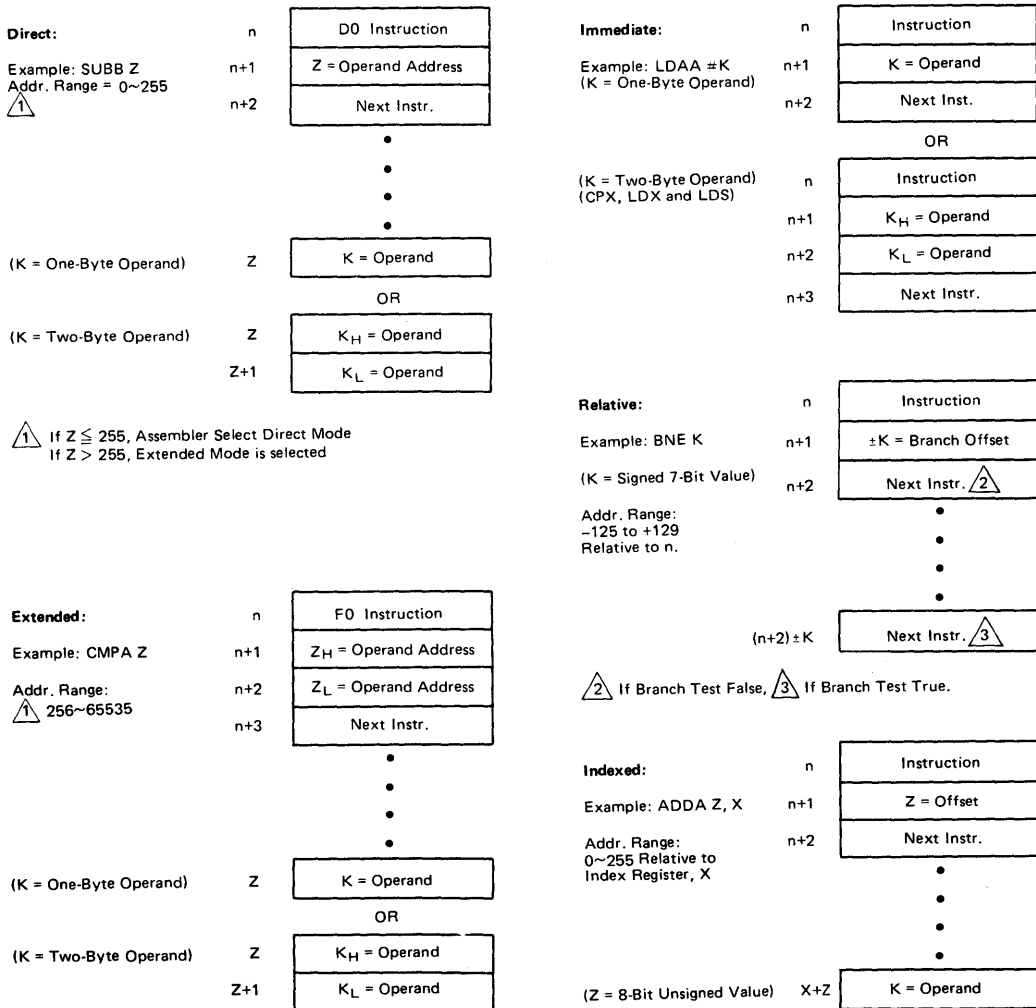 Direct:
n
D0 Instruction
Example: SUBB Z
n+1
Z = Operand Address
Addr. Range = 0~255
1
n+2
Next Instr.
(K = One-Byte Operand)
Z
K = Operand
OR
(K = Two-Byte Operand)
Z
KH = Operand
Z+1
KL = Operand
1 If Z ≦ 255, Assembler Select Direct Mode
If Z > 255, Extended Mode is selected
Extended:
n
F0 Instruction
Example: CMPA Z
n+1
ZH = Operand Address
Addr. Range:
n+2
ZL = Operand Address
1 256~65535
n+3
Next Instr.
(K = One-Byte Operand)
Z
K = Operand
OR
(K = Two-Byte Operand)
Z
KH = Operand
Z+1
KL = Operand
Immediate:
n
Instruction
Example: LDAA #K
n+1
K = Operand
(K = One-Byte Operand)
n+2
Next Inst.
OR
(K = Two-Byte Operand)
n
Instruction
(CPX, LDX and LDS)
n+1
KH = Operand
n+2
KL = Operand
n+3
Next Instr.
Relative:
n
Instruction
Example: BNE K
n+1
±K = Branch Offset
(K = Signed 7-Bit Value)
n+2
Next Instr. 2
Addr. Range:
–125 to +129
Relative to n.
(n+2) ± K
Next Instr. 3
2 If Branch Test False, 3 If Branch Test True.
Indexed:
n
Instruction
Example: ADDA Z, X
n+1
Z = Offset
Addr. Range:
n+2
Next Instr.
0~255 Relative to
Index Register, X
(Z = 8-Bit Unsigned Value)
X+Z
K = Operand